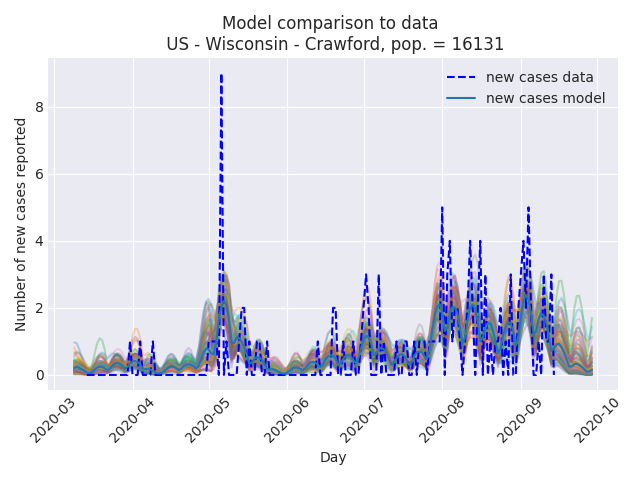 Model comparison to data
US - Wisconsin - Crawford, pop. = 16131
new cases data
new cases model
Number of new cases reported
8
6
4
2
0
2020-03
2020-04
2020-05
2020-06
2020-07
2020-08
2020-09
2020-10
Day